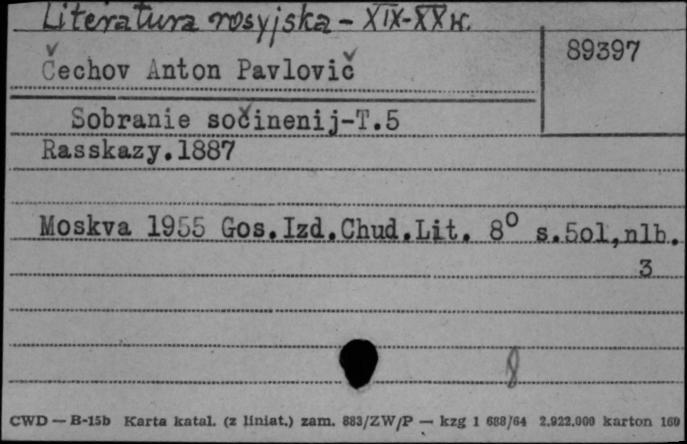 Literatura rosyjska - XIX-XX w.
89397
Čechov Anton Pavlovič
Sobranie sočinenij-T.5
Rasskazy.1887
Moskva 1955 Gos.Izd.Chud.Lit. 8° s.5o1,nlb.
3
8
CWD — B-15b Karta katal. (z liniat.) zam. 883/ZW/P — kzg 1 688/64 2.922.000 karton 160